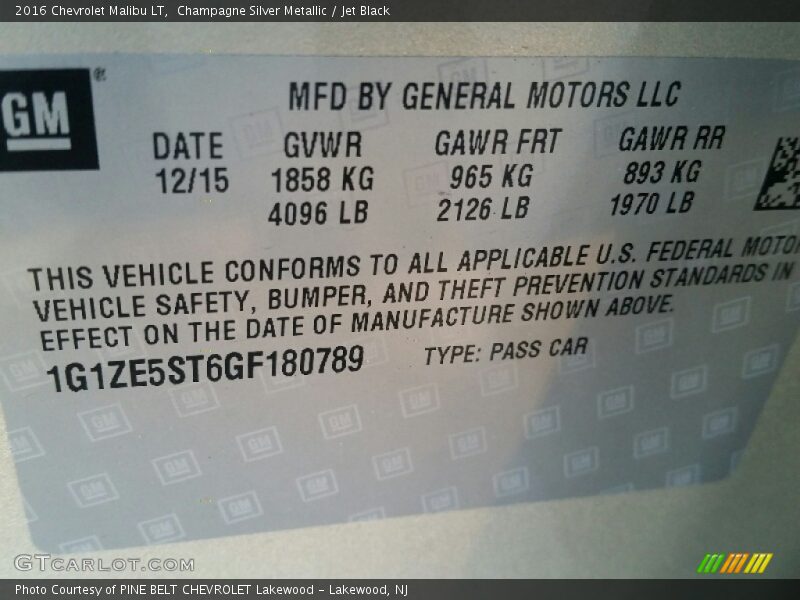 2016 Chevrolet Malibu LT,  Champagne Silver Metallic / Jet Black
GM ®
MFD BY GENERAL MOTORS LLC
DATE GVWR GAWR FRT GAWR RR
12/15 1858 KG 965 KG 893 KG
4096 LB 2126 LB 1970 LB
THIS VEHICLE CONFORMS TO ALL APPLICABLE U.S. FEDERAL MOTOR
VEHICLE SAFETY, BUMPER, AND THEFT PREVENTION STANDARDS IN
EFFECT ON THE DATE OF MANUFACTURE SHOWN ABOVE.
1G1ZE5ST6GF180789 TYPE: PASS CAR
GTCARLOT.COM
Photo Courtesy of PINE BELT CHEVROLET Lakewood - Lakewood, NJ